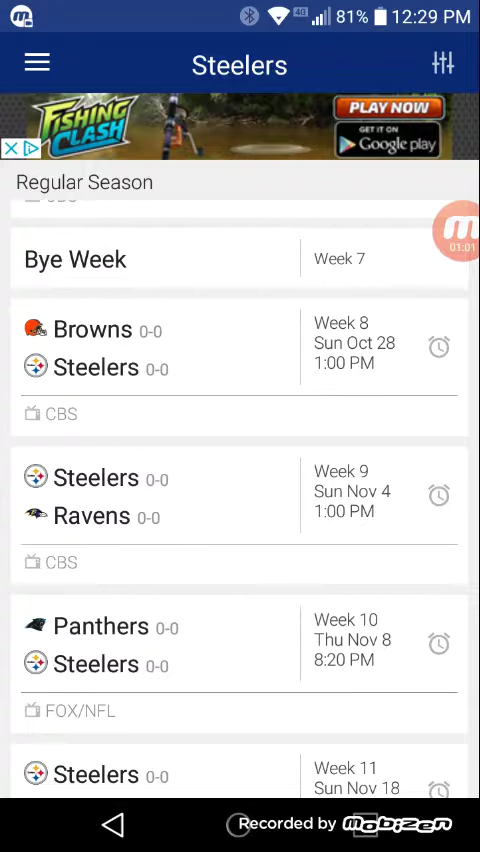 4G 81% 12:29 PM
Steelers
FISHING CLASH
PLAY NOW
GET IT ON
Google play
Regular Season
Bye Week
Week 7
01:01
Browns 0-0
Steelers 0-0
Week 8
Sun Oct 28
1:00 PM
CBS
Steelers 0-0
Ravens 0-0
Week 9
Sun Nov 4
1:00 PM
CBS
Panthers 0-0
Steelers 0-0
Week 10
Thu Nov 8
8:20 PM
FOX/NFL
Steelers 0-0
Week 11
Sun Nov 18
Recorded by Mobizen